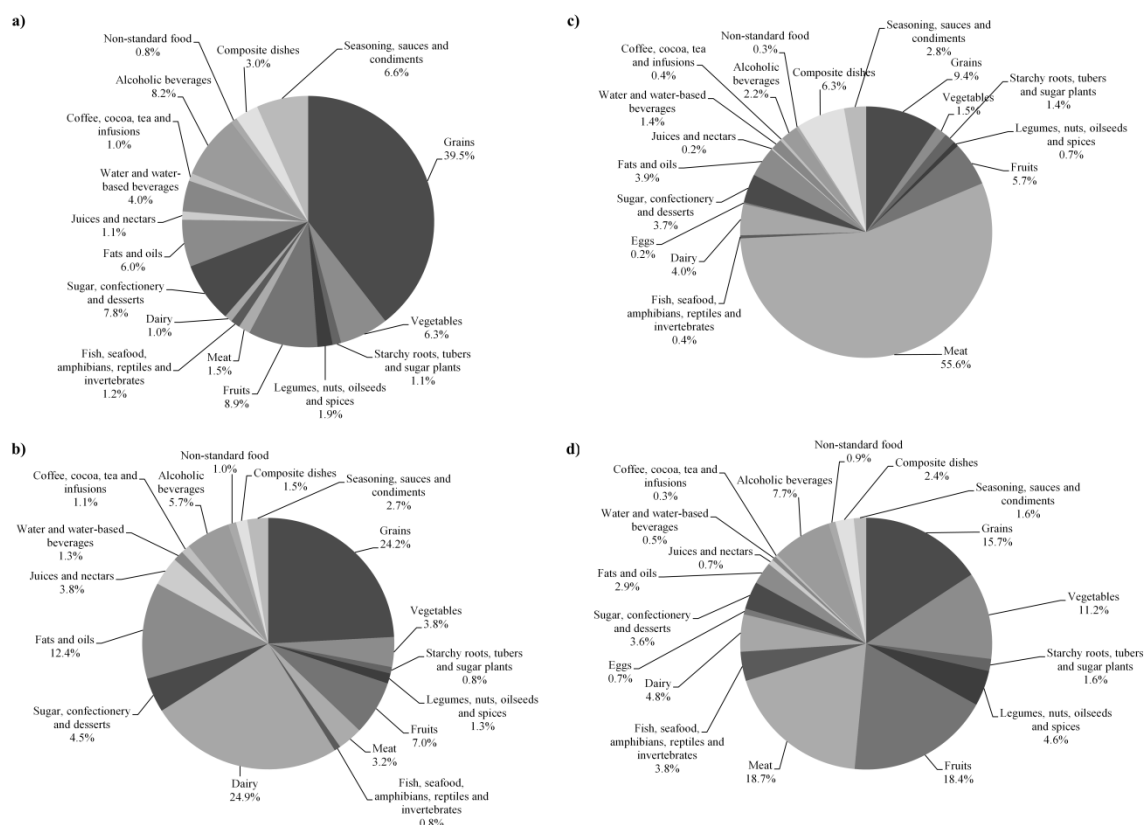 a)
Non-standard food
0.8%
Composite dishes
3.0%
Seasoning, sauces and
condiments
6.6%
Alcoholic beverages
8.2%
Coffee, cocoa, tea and
infusions
1.0%
Grains
39.5%
Water and water-
based beverages
4.0%
Juices and nectars
1.1%
Fats and oils
6.0%
Sugar, confectionery
and desserts
7.8%
Dairy
1.0%
Fish, seafood,
amphibians, reptiles and
invertebrates
1.2%
Meat
1.5%
Fruits
8.9%
Legumes, nuts, oilseeds
and spices
1.9%
Starchy roots, tubers
and sugar plants
1.1%
Vegetables
6.3%
c)
Non-standard food
0.3%
Seasoning, sauces and
condiments
2.8%
Coffee, cocoa, tea
and infusions
0.4%
Alcoholic
beverages
2.2%
Composite dishes
6.3%
Grains
9.4%
Vegetables
1.5%
Starchy roots, tubers
and sugar plants
1.4%
Water and water-based
beverages
1.4%
Juices and nectars
0.2%
Legumes, nuts, oilseeds
and spices
0.7%
Fats and oils
3.9%
Fruits
5.7%
Sugar, confectionery
and desserts
3.7%
Eggs
0.2%
Dairy
4.0%
Fish, seafood,
amphibians, reptiles and
invertebrates
0.4%
Meat
55.6%
b)
Non-standard food
1.0%
Coffee, cocoa, tea and
infusions
1.1%
Alcoholic
beverages
5.7%
Composite dishes
1.5%
Seasoning, sauces and
condiments
2.7%
Grains
24.2%
Water and water-based
beverages
1.3%
Juices and nectars
3.8%
Vegetables
3.8%
Fats and oils
12.4%
Starchy roots, tubers
and sugar plants
0.8%
Legumes, nuts, oilseeds
and spices
1.3%
Sugar, confectionery
and desserts
4.5%
Fruits
7.0%
Meat
3.2%
Dairy
24.9%
Fish, seafood,
amphibians, reptiles and
invertebrates
0.8%
d)
Non-standard food
0.9%
Coffee, cocoa, tea and
infusions
0.3%
Alcoholic beverages
7.7%
Composite dishes
2.4%
Seasoning, sauces and
condiments
1.6%
Grains
15.7%
Water and water-based
beverages
0.5%
Juices and nectars
0.7%
Fats and oils
2.9%
Vegetables
11.2%
Sugar, confectionery
and desserts
3.6%
Starchy roots, tubers
and sugar plants
1.6%
Eggs
0.7%
Dairy
4.8%
Legumes, nuts, oilseeds
and spices
4.6%
Fish, seafood,
amphibians, reptiles and
invertebrates
3.8%
Meat
18.7%
Fruits
18.4%